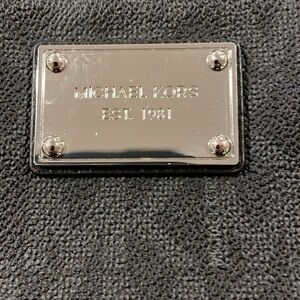 MICHAEL KORS
EST. 1981